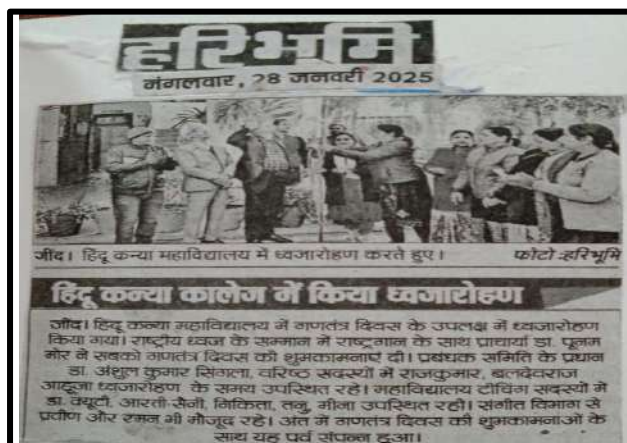 हरिभूमि
मंगलवार, 28 जनवरी 2025
जींद। हिंदू कन्या महाविद्यालय में ध्वजारोहण करते हुए। फोटो:हरिभूमि
हिंदू कन्या कालेज में किया ध्वजारोहण
जींद। हिंदू कन्या महाविद्यालय में गणतंत्र दिवस के उपलक्ष में ध्वजारोहण
किया गया। राष्ट्रीय ध्वज के सम्मान में राष्ट्रगान के साथ प्राचार्या डा. पूनम
मोर ने सबको गणतंत्र दिवस की शुभकामनाएं दी। प्रबंधक समिति के प्रधान
डा. अंशुल कुमार सिंगला, वरिष्ठ सदस्यों में राजकुमार, बलदेवराज
आहूजा ध्वजारोहण के समय उपस्थित रहे। महाविद्यालय टीचिंग सदस्यों में
डा. क्यूटी, आरती सैनी, निकिता, तनु, मीना उपस्थित रही। संगीत विभाग से
प्रवीण और रमन भी मौजूद रहे। अंत में गणतंत्र दिवस की शुभकामनाओं के
साथ यह पर्व संपन्न हुआ।